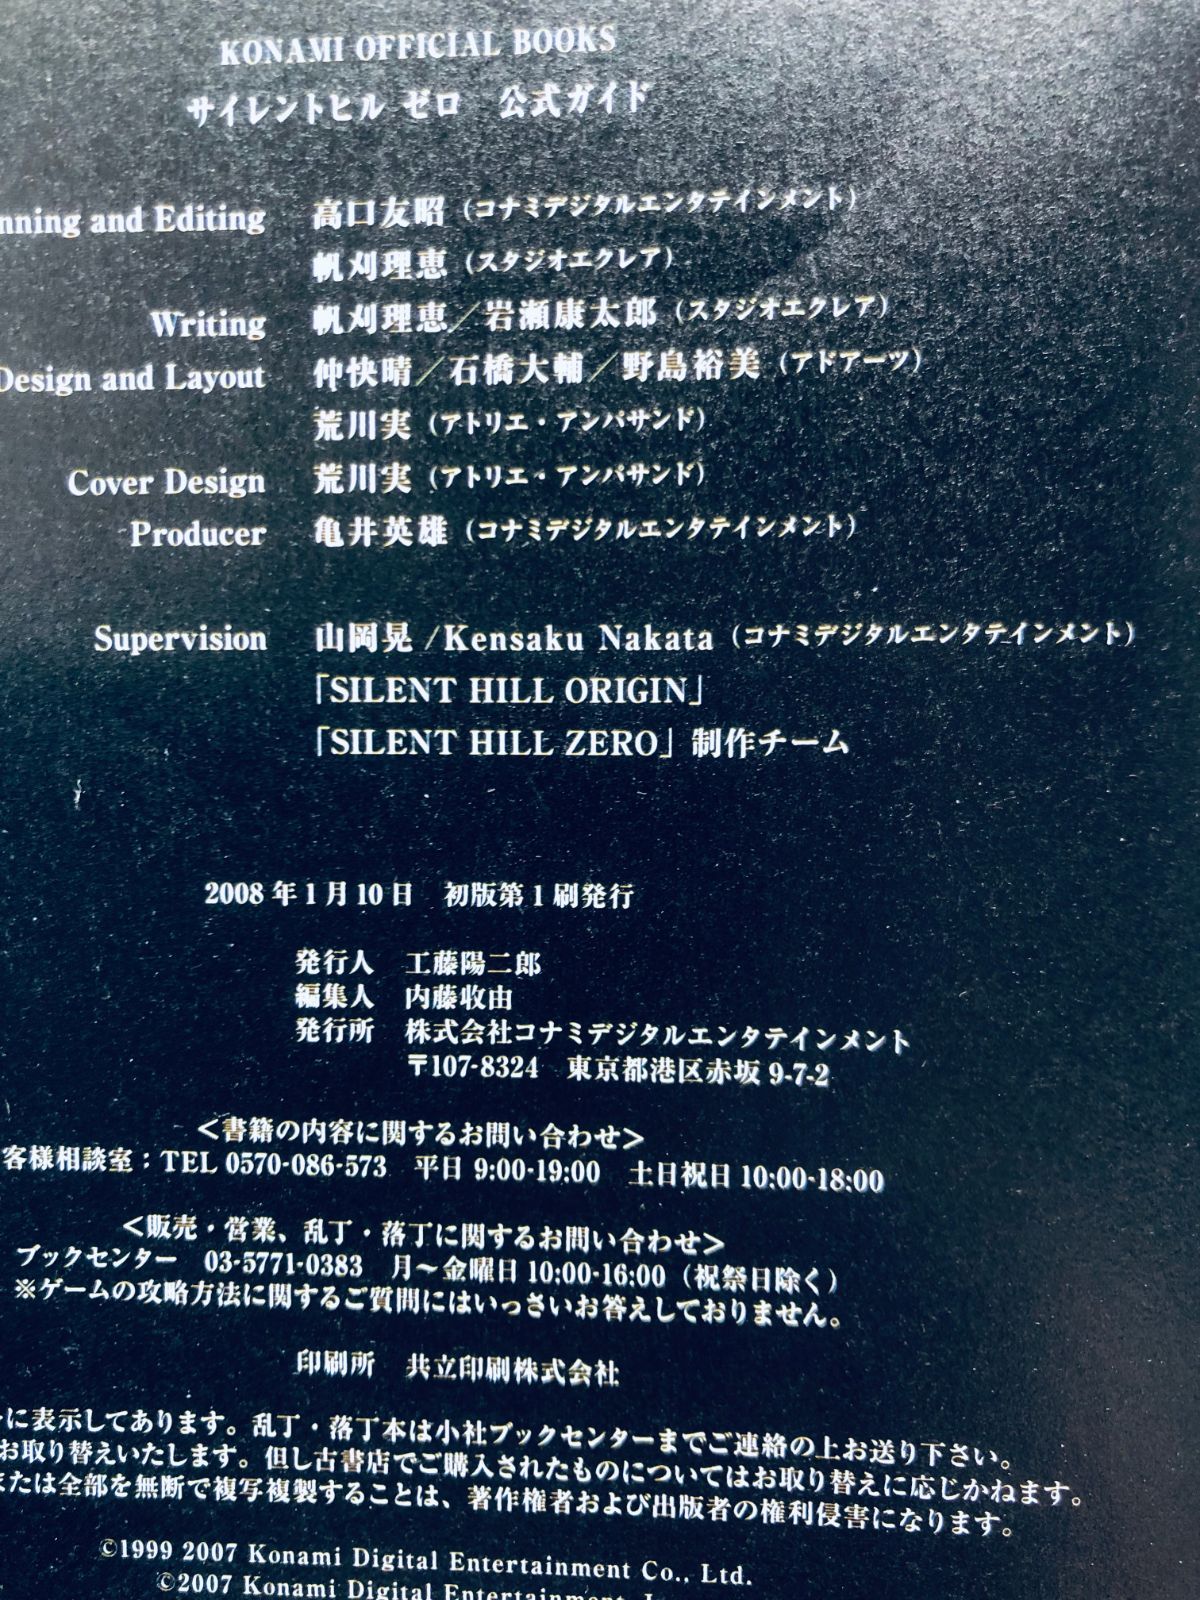 KONAMI OFFICIAL BOOKS
サイレントヒル ゼロ　公式ガイド
nning and Editing　高口友昭（コナミデジタルエンタテインメント）
帆刈理恵（スタジオエクレア）
Writing　帆刈理恵／岩瀬康太郎（スタジオエクレア）
Design and Layout　仲快晴／石橋大輔／野島裕美（アドアーツ）
荒川実（アトリエ・アンパサンド）
Cover Design　荒川実（アトリエ・アンパサンド）
Producer　亀井英雄（コナミデジタルエンタテインメント）
Supervision　山岡晃/Kensaku Nakata（コナミデジタルエンタテインメント）
「SILENT HILL ORIGIN」
「SILENT HILL ZERO」制作チーム
2008年1月10日　初版第1刷発行
発行人　工藤陽二郎
編集人　内藤收由
発行所　株式会社コナミデジタルエンタテインメント
〒107-8324　東京都港区赤坂9-7-2
＜書籍の内容に関するお問い合わせ＞
客様相談室：TEL 0570-086-573　平日 9:00-19:00　土日祝日 10:00-18:00
＜販売・営業、乱丁・落丁に関するお問い合わせ＞
ブックセンター　03-5771-0383　月〜金曜日 10:00-16:00（祝祭日除く）
※ゲームの攻略方法に関するご質問にはいっさいお答えしておりません。
印刷所　共立印刷株式会社
に表示してあります。乱丁・落丁本は小社ブックセンターまでご連絡の上お送り下さい。
お取り替えいたします。但し古書店でご購入されたものについてはお取り替えに応じかねます。
または全部を無断で複写複製することは、著作権者および出版者の権利侵害になります。
©1999 2007 Konami Digital Entertainment Co., Ltd.
©2007 Konami Digital Entertainment